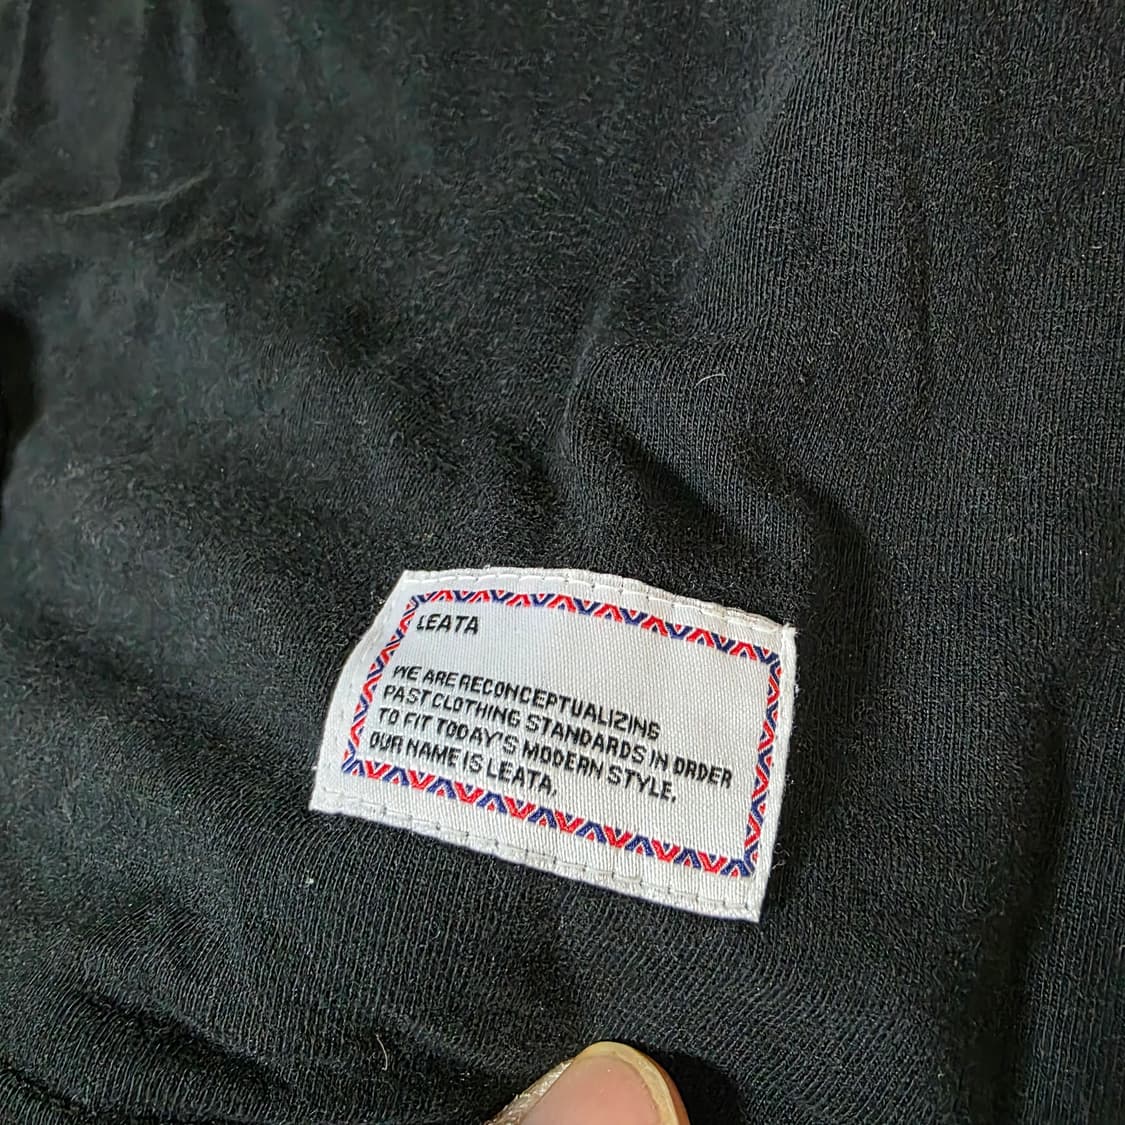 LEATA
WE ARE RECONCEPTUALIZING
PAST CLOTHING STANDARDS IN ORDER
TO FIT TODAY'S MODERN STYLE.
OUR NAME IS LEATA.